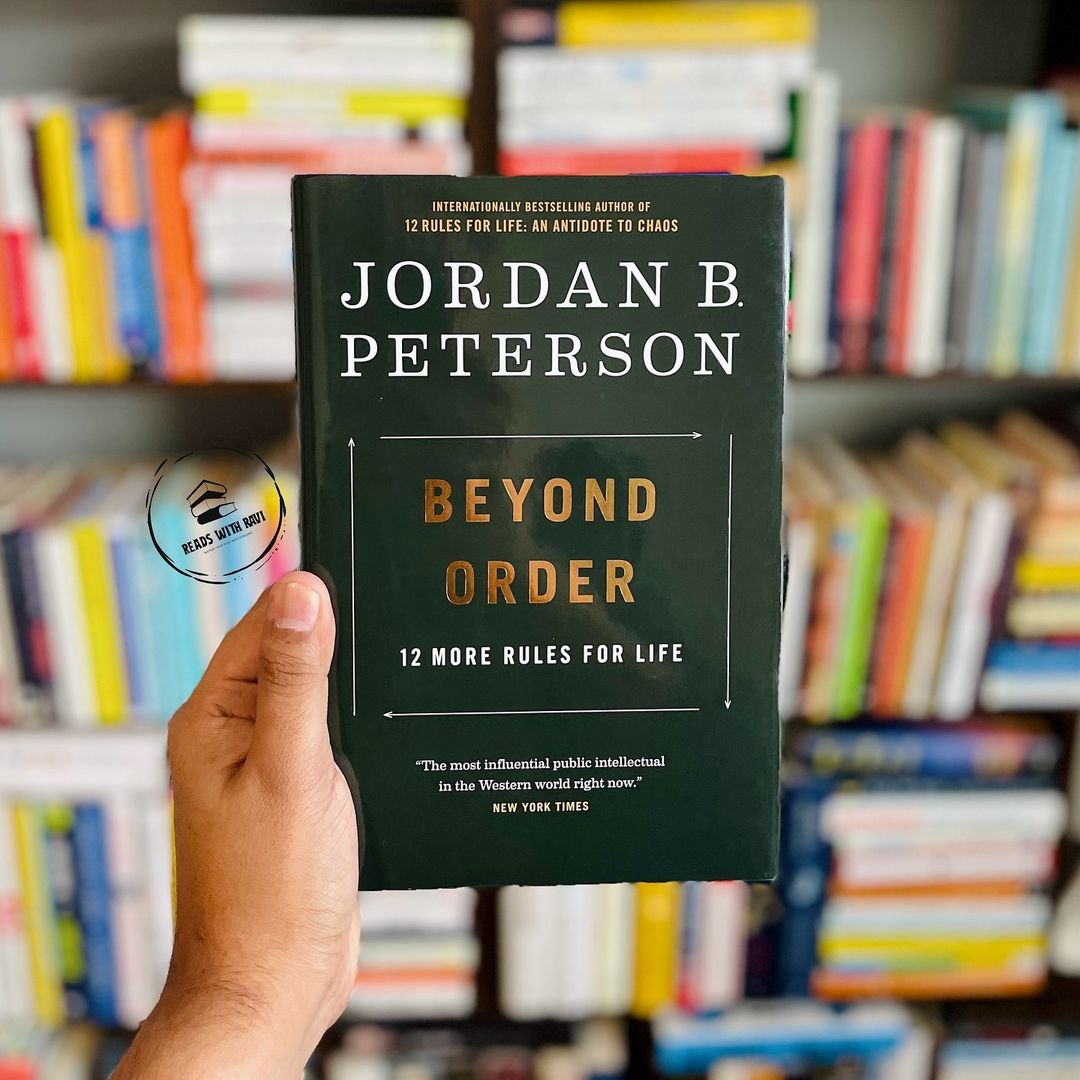 INTERNATIONALLY BESTSELLING AUTHOR OF
12 RULES FOR LIFE: AN ANTIDOTE TO CHAOS
JORDAN B.
PETERSON
BEYOND
ORDER
12 MORE RULES FOR LIFE
“The most influential public intellectual
in the Western world right now.”
NEW YORK TIMES
READS WITH RAVI